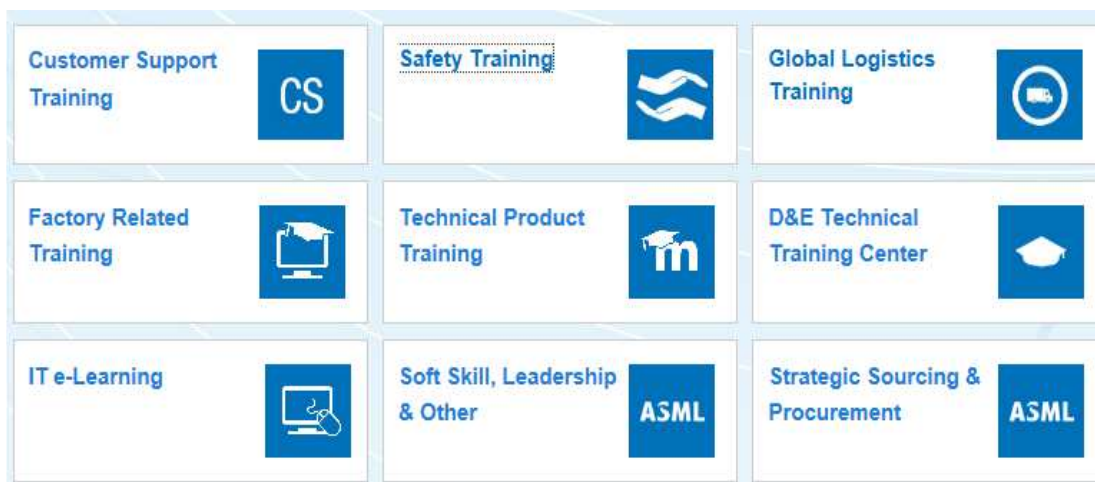 Customer Support
Training
CS
Safety Training
Global Logistics
Training
Factory Related
Training
Technical Product
Training
m
D&E Technical
Training Center
IT e-Learning
Soft Skill, Leadership
& Other
ASML
Strategic Sourcing &
Procurement
ASML